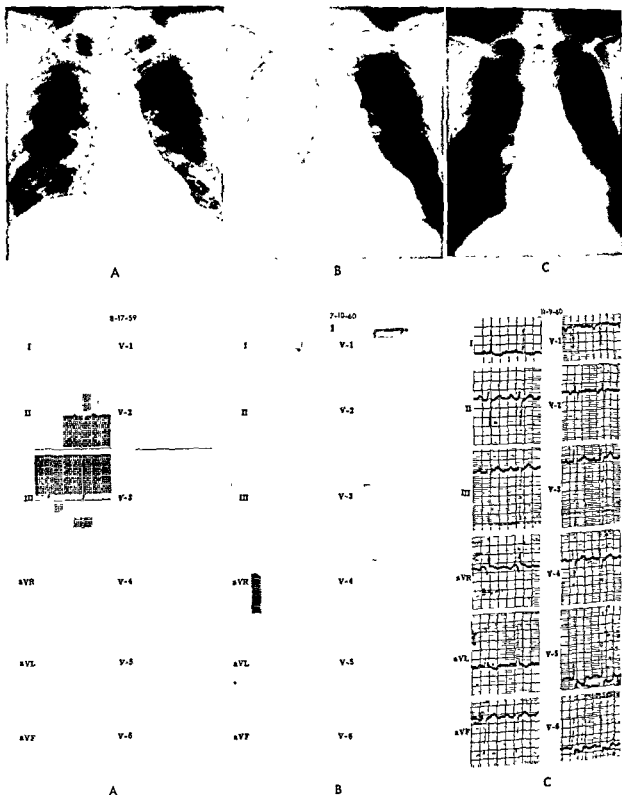 A B C
8-17-59
I V-1
II V-2
III V-3
aVR V-4
aVL V-5
aVF V-6
A
7-10-60
I V-1
II V-2
III V-3
aVR V-4
aVL V-5
aVF V-6
B
11-9-60
I V-1
II V-2
III V-3
aVR V-4
aVL V-5
aVF V-6
C